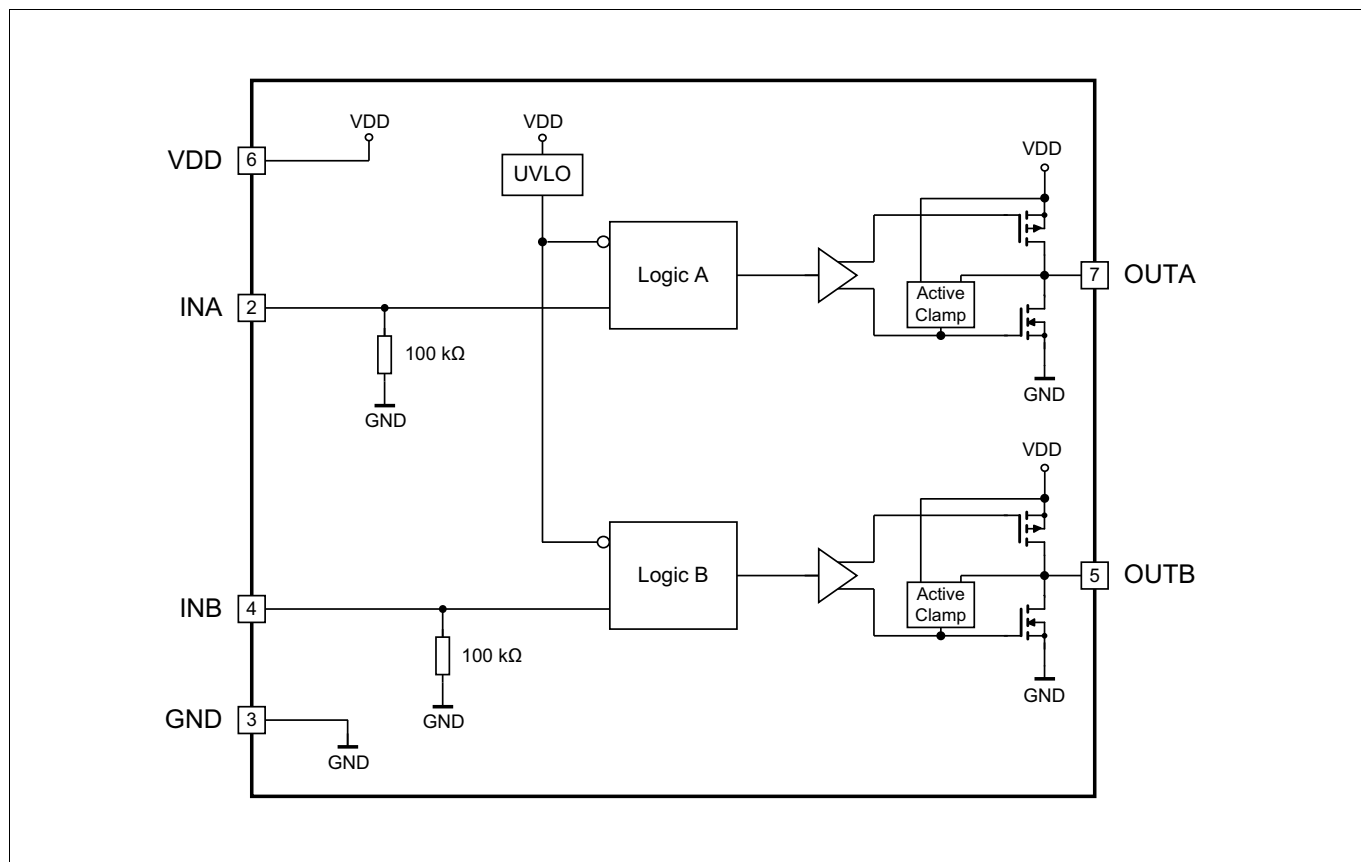 VDD
VDD
VDD
6
VDD
UVLO
INA
2
100 kΩ
GND
Logic A
Active
Clamp
7
OUTA
GND
VDD
INB
4
100 kΩ
GND
Logic B
Active
Clamp
5
OUTB
GND
GND
3
GND